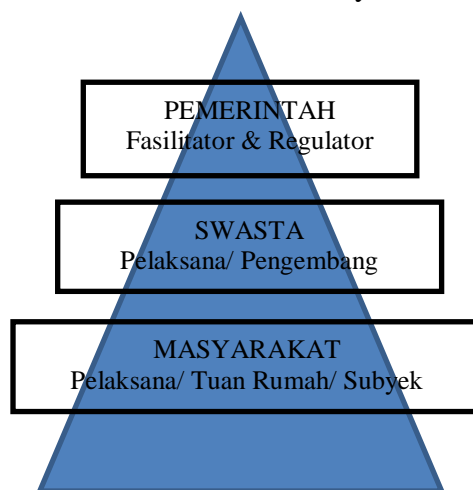 PEMERINTAH
Fasilitator & Regulator
SWASTA
Pelaksana/ Pengembang
MASYARAKAT
Pelaksana/ Tuan Rumah/ Subyek